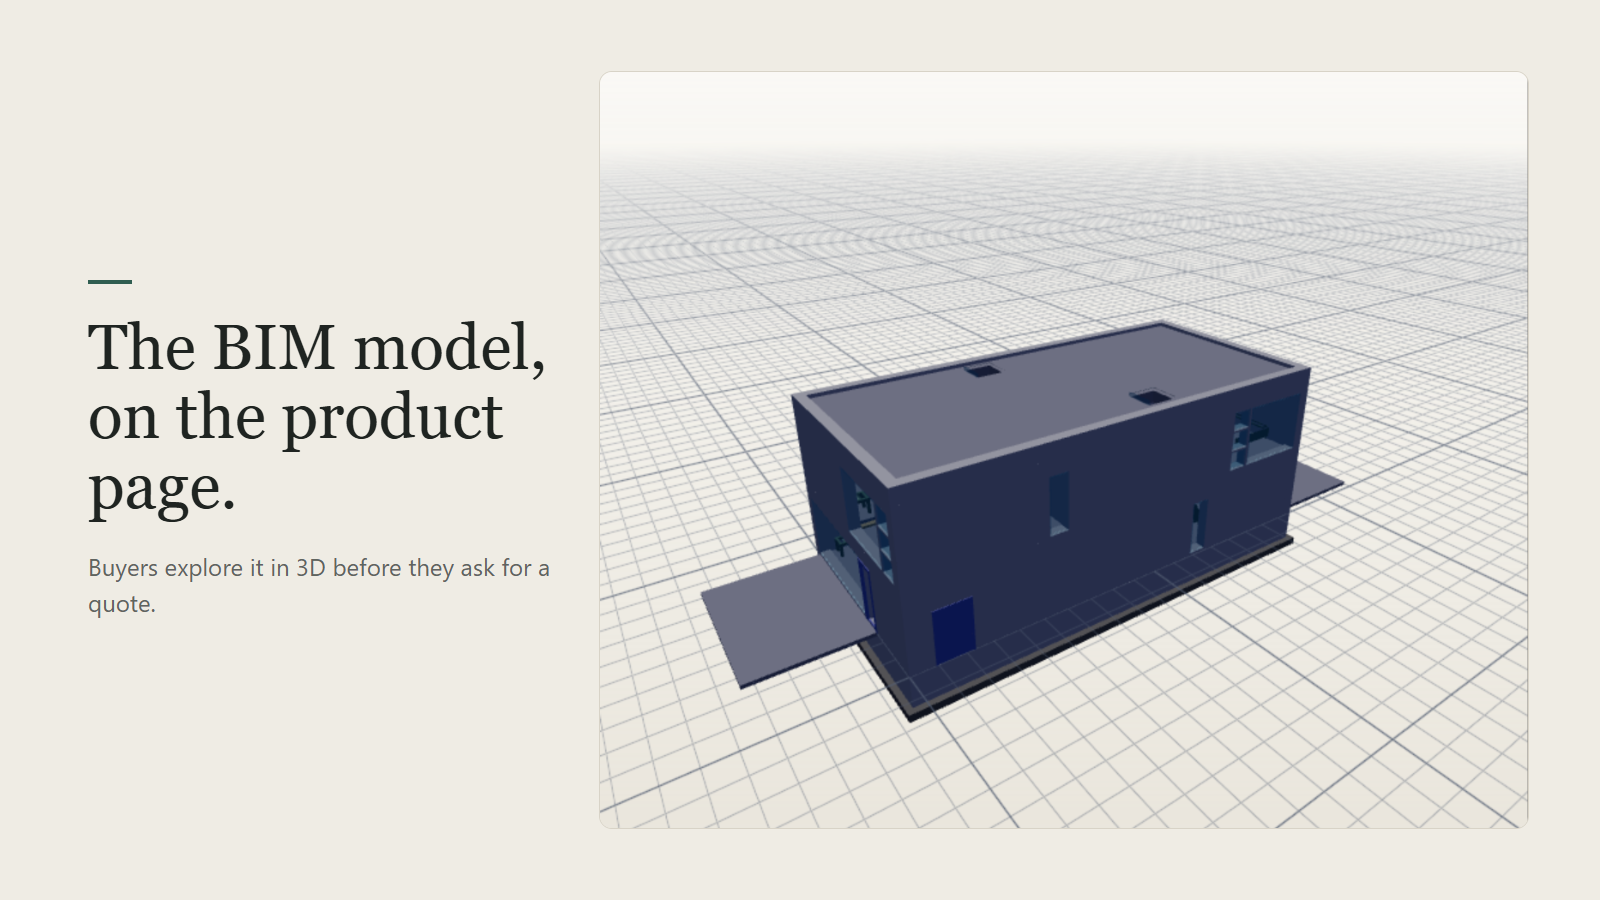 The BIM model,
on the product
page.
Buyers explore it in 3D before they ask for a
quote.